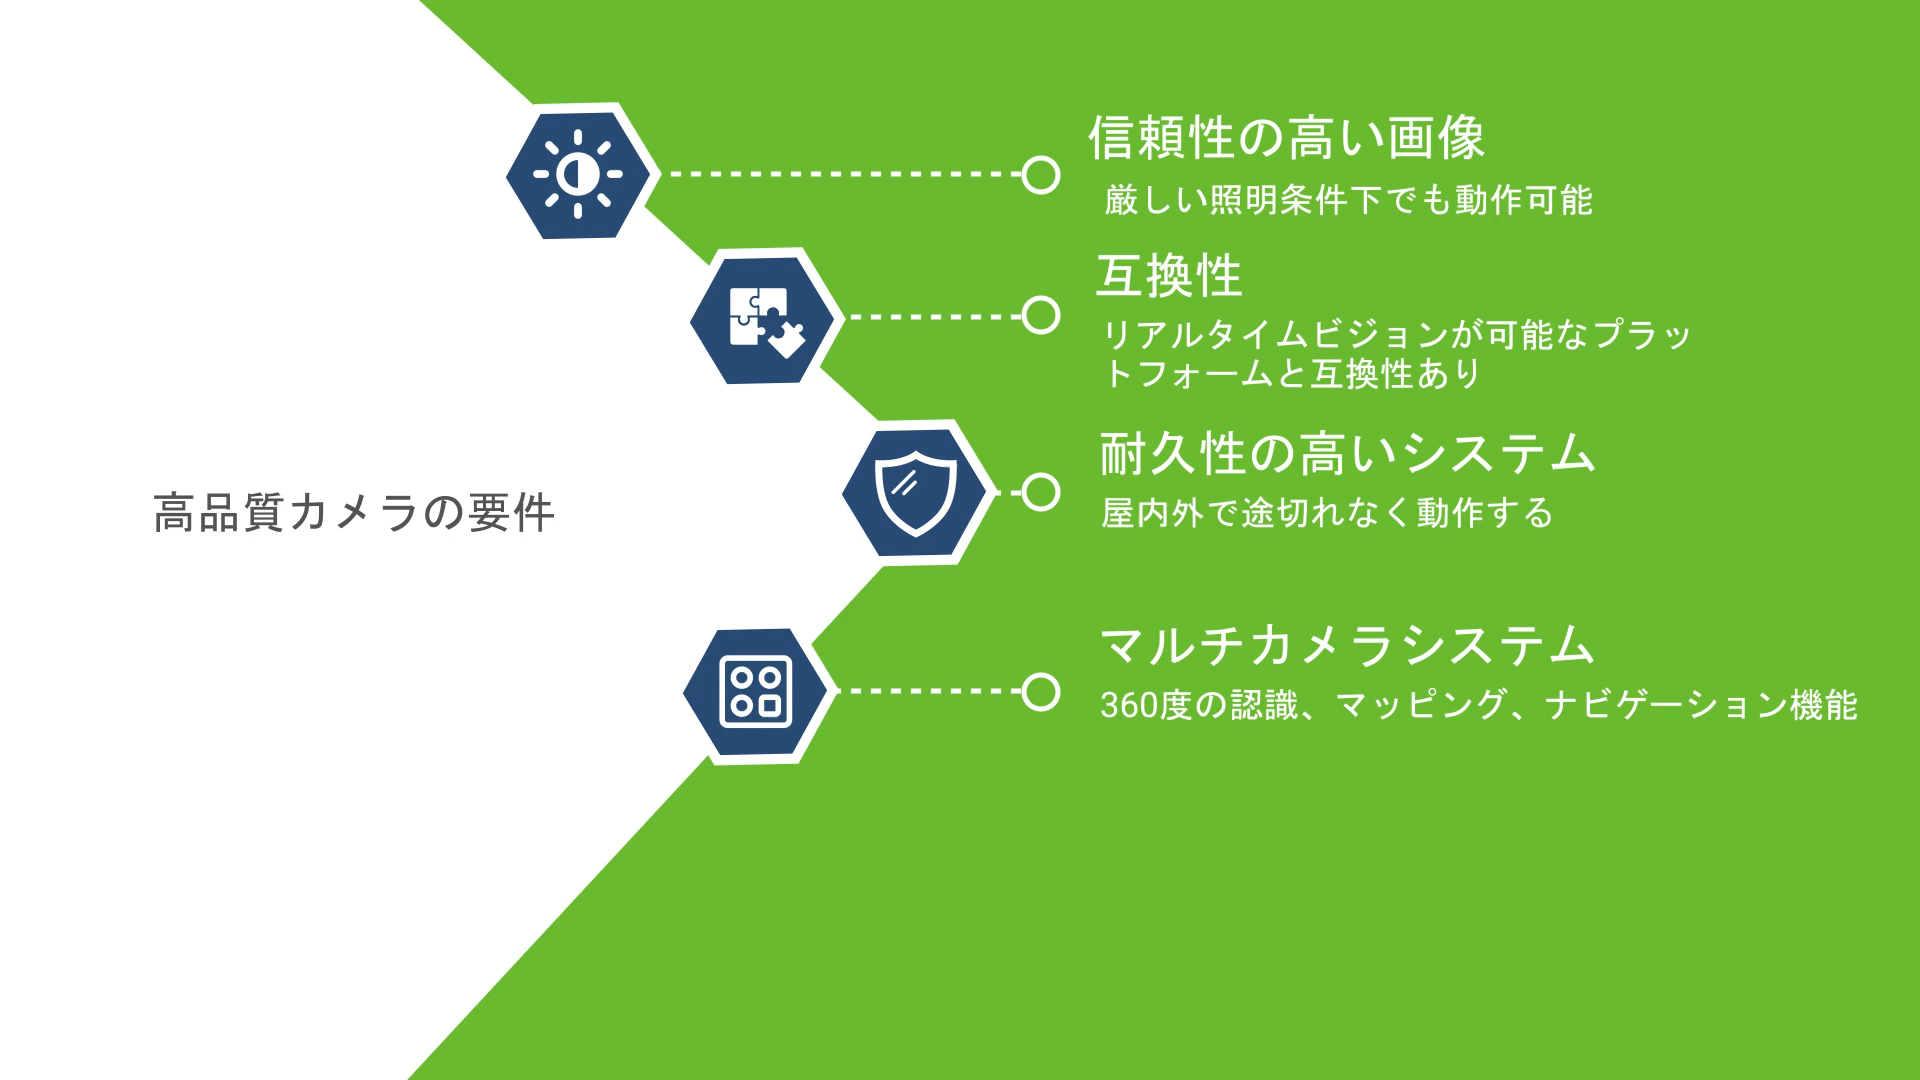 高品質カメラの要件
信頼性の高い画像
厳しい照明条件下でも動作可能
互換性
リアルタイムビジョンが可能なプラッ
トフォームと互換性あり
耐久性の高いシステム
屋内外で途切れなく動作する
マルチカメラシステム
360度の認識、マッピング、ナビゲーション機能